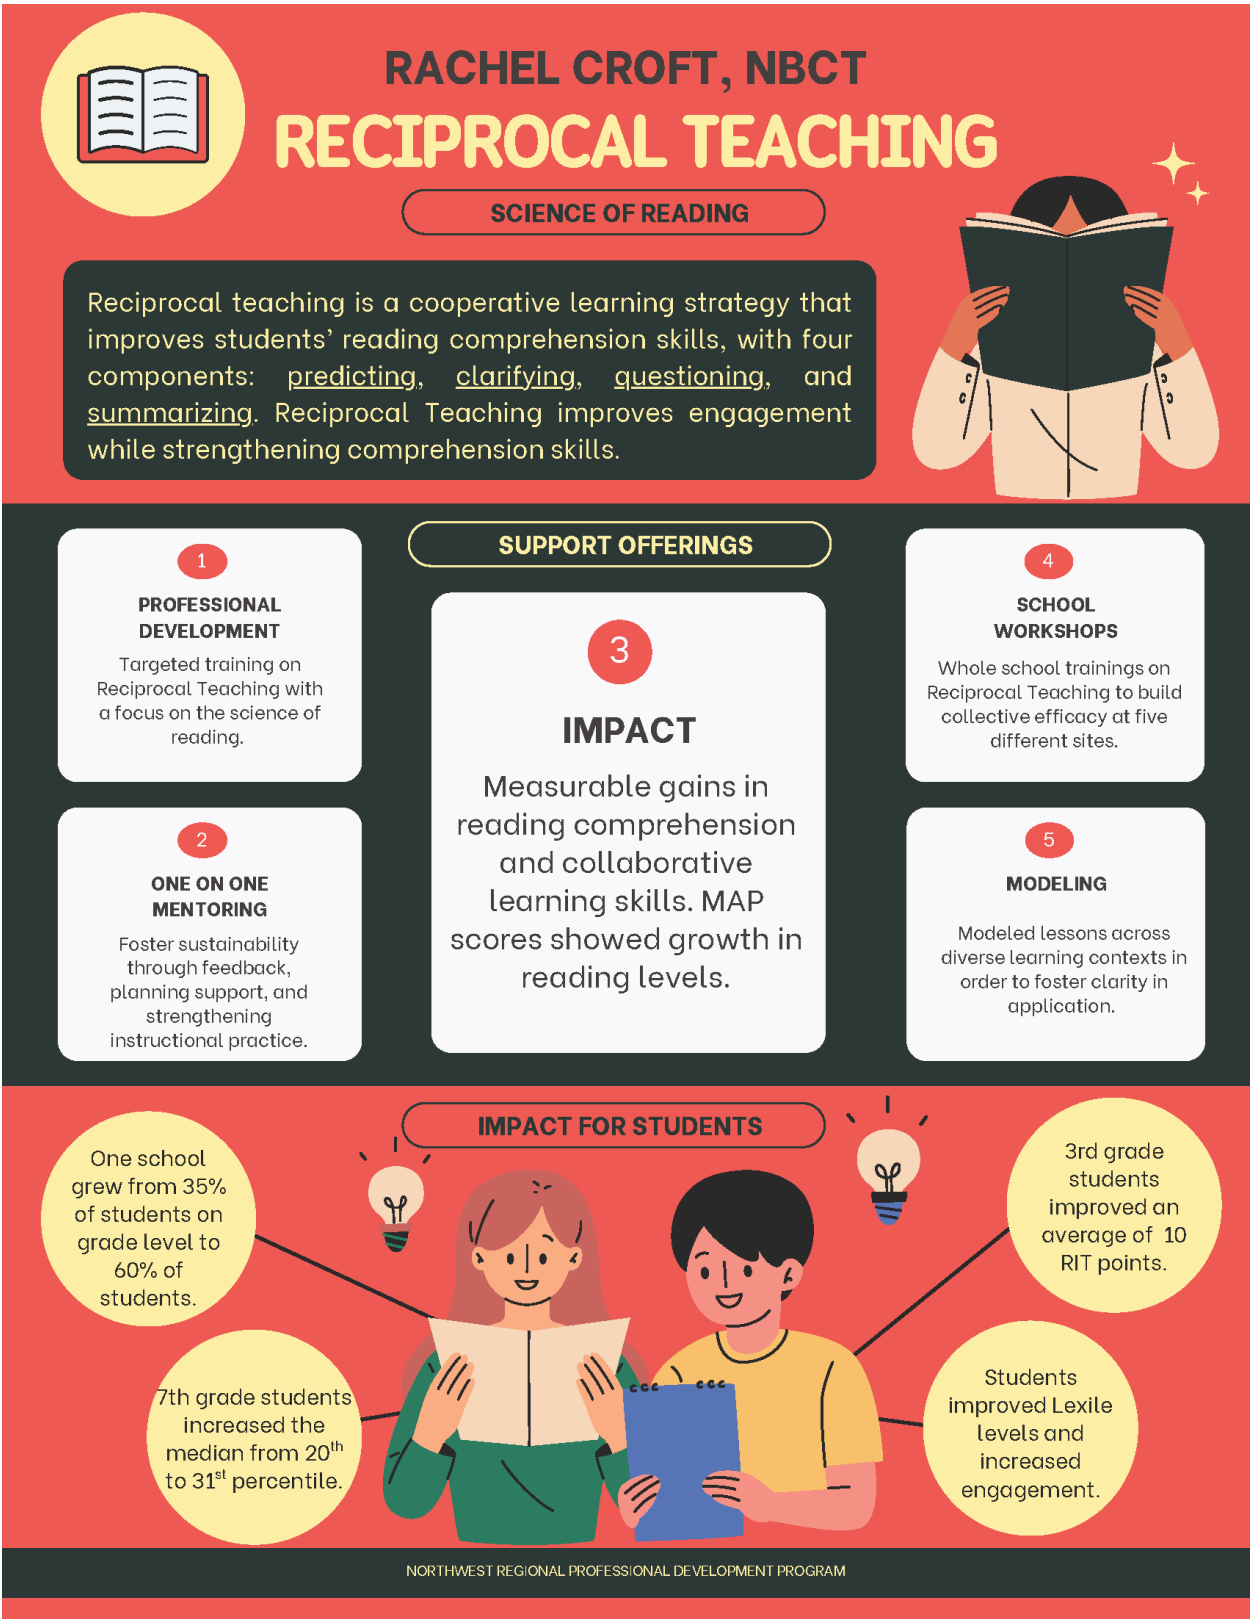 RACHEL CROFT, NBCT
RECIPROCAL TEACHING
SCIENCE OF READING
Reciprocal teaching is a cooperative learning strategy that
improves students' reading comprehension skills, with four
components: predicting, clarifying, questioning, and
summarizing. Reciprocal Teaching improves engagement
while strengthening comprehension skills.
SUPPORT OFFERINGS
1
PROFESSIONAL
DEVELOPMENT
Targeted training on
Reciprocal Teaching with
a focus on the science of
reading.
2
ONE ON ONE
MENTORING
Foster sustainability
through feedback,
planning support, and
strengthening
instructional practice.
3
IMPACT
Measurable gains in
reading comprehension
and collaborative
learning skills. MAP
scores showed growth in
reading levels.
4
SCHOOL
WORKSHOPS
Whole school trainings on
Reciprocal Teaching to build
collective efficacy at five
different sites.
5
MODELING
Modeled lessons across
diverse learning contexts in
order to foster clarity in
application.
IMPACT FOR STUDENTS
One school
grew from 35%
of students on
grade level to
60% of
students.
7th grade students
increased the
median from 20th
to 31st percentile.
3rd grade
students
improved an
average of 10
RIT points.
Students
improved Lexile
levels and
increased
engagement.
NORTHWEST REGIONAL PROFESSIONAL DEVELOPMENT PROGRAM